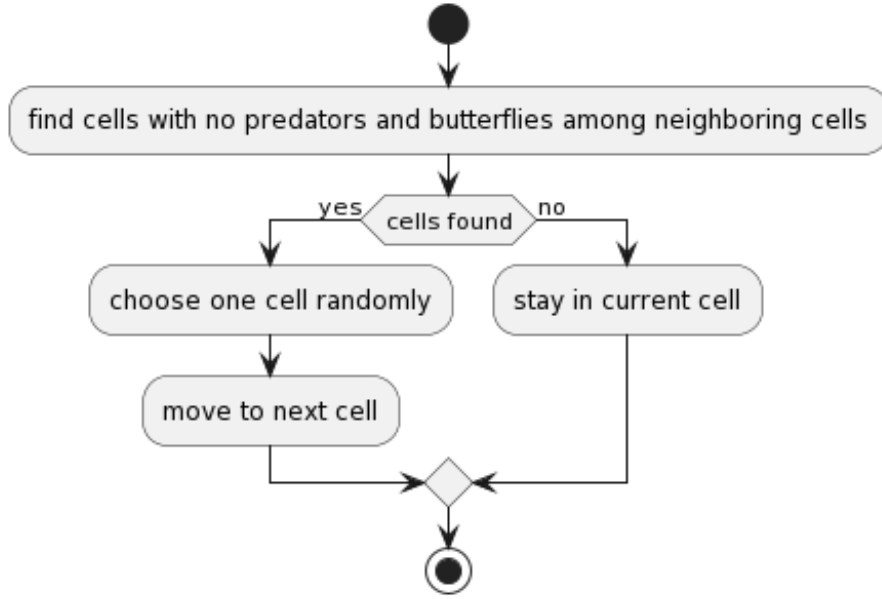 find cells with no predators and butterflies among neighboring cells
yes
cells found
no
choose one cell randomly
stay in current cell
move to next cell